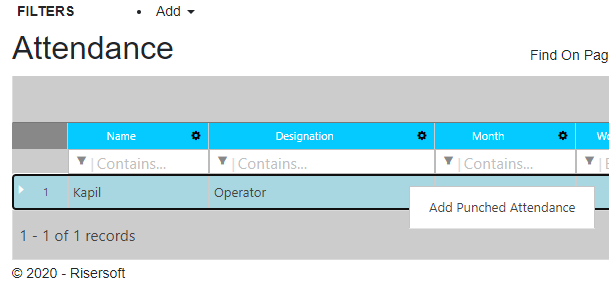 FILTERS • Add
Attendance
Find On Pag
Name Designation Month Wo
Contains... Contains... Contains...
1 Kapil Operator
Add Punched Attendance
1 - 1 of 1 records
© 2020 - Risersoft